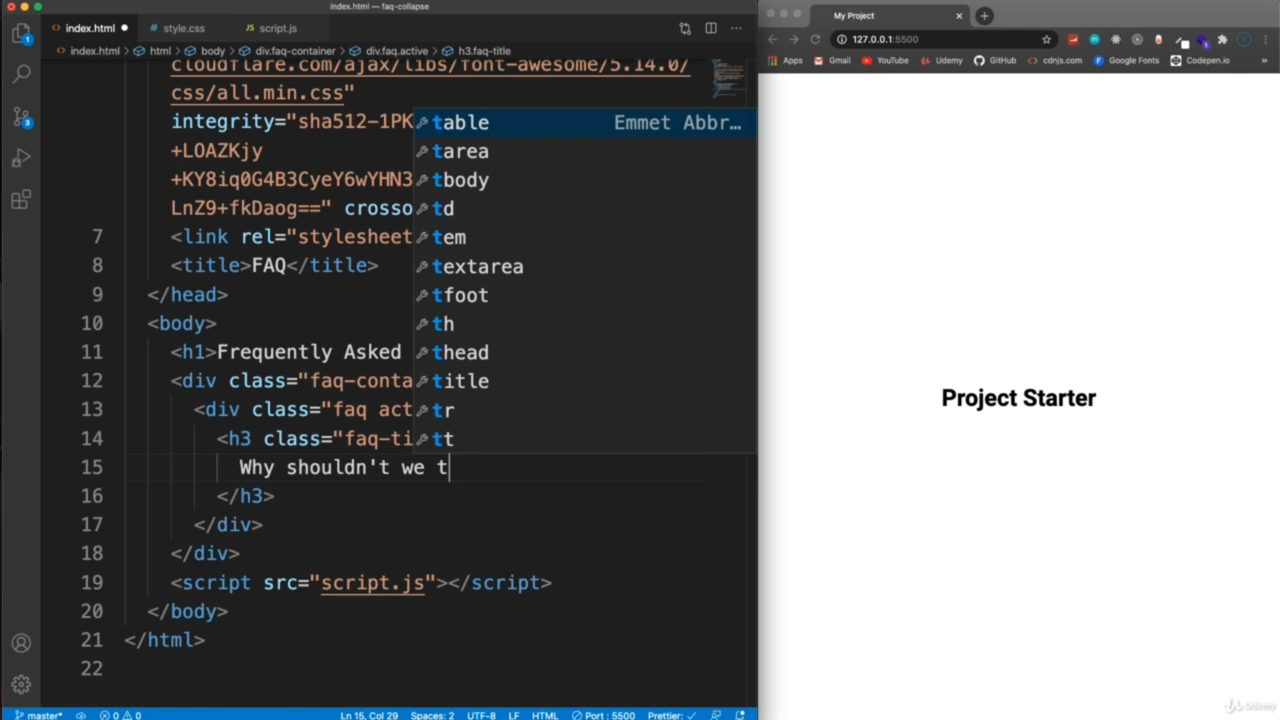 index.html — faq-collapse
index.html
style.css
script.js
index.html > html > body > div.faq-container > div.faq.active > h3.faq-title
cloudflare.com/ajax/libs/font-awesome/5.14.0/
css/all.min.css"
integrity="sha512-1PK
+LOAZKjy
+KY8iq0G4B3CyeY6wYHN3
LnZ9+fkDaog==" crosso
7 <link rel="stylesheet
8 <title>FAQ</title>
9 </head>
10 <body>
11 <h1>Frequently Asked
12 <div class="faq-conta
13 <div class="faq act
14 <h3 class="faq-ti
15 Why shouldn't we t
16 </h3>
17 </div>
18 </div>
19 <script src="script.js"></script>
20 </body>
21 </html>
22
table Emmet Abbr…
tarea
tbody
td
tem
textarea
tfoot
th
thead
title
tr
tt
1
3
master* 0 0 Ln 15, Col 29 Spaces: 2 UTF-8 LF HTML Port : 5500 Prettier: ✓
My Project
127.0.0.1:5500
1
Apps Gmail YouTube Udemy GitHub cdnjs.com Google Fonts Codepen.io »
Project Starter
Udemy